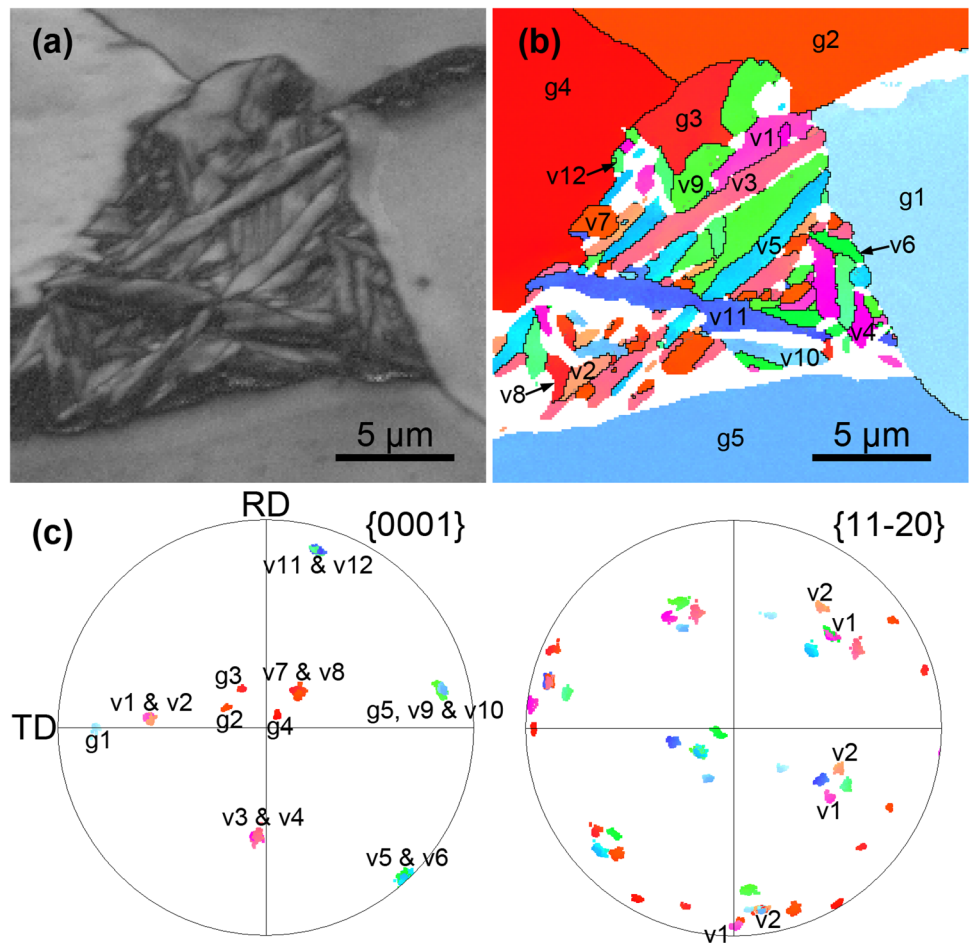 (a)
5 μm
(b)
g2
g4
g3
v1
v12
v9
v3
g1
v7
v5
v6
v11
v4
v10
v2
v8
g5
5 μm
(c)
RD
{0001}
{11-20}
v11 & v12
v2
v1
g3
v7 & v8
v1 & v2
g2
g4
g5, v9 & v10
TD
g1
v2
v1
v3 & v4
v5 & v6
v1
v2